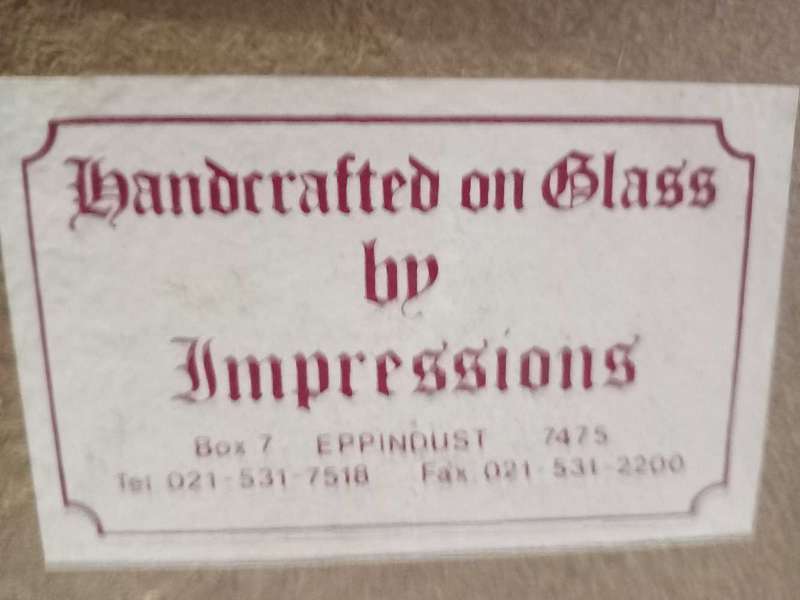 Handcrafted on Glass
by
Impressions
Box 7 EPPINDUST 7475
Tel 021-531-7518 Fax 021-531-2200